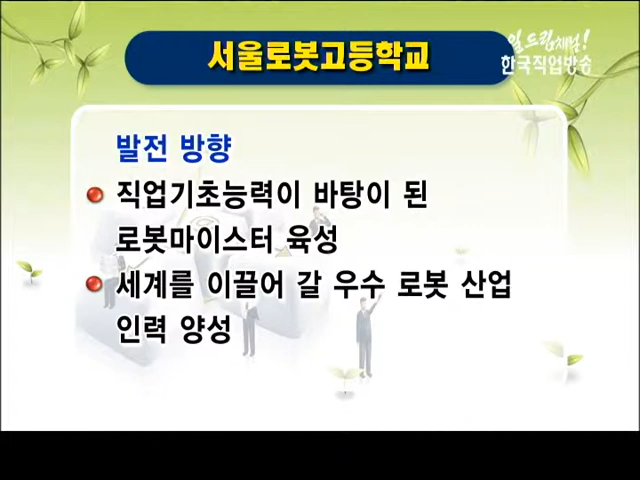 서울로봇고등학교
일 드림채널!
한국직업방송
발전 방향
직업기초능력이 바탕이 된
로봇마이스터 육성
세계를 이끌어 갈 우수 로봇 산업
인력 양성